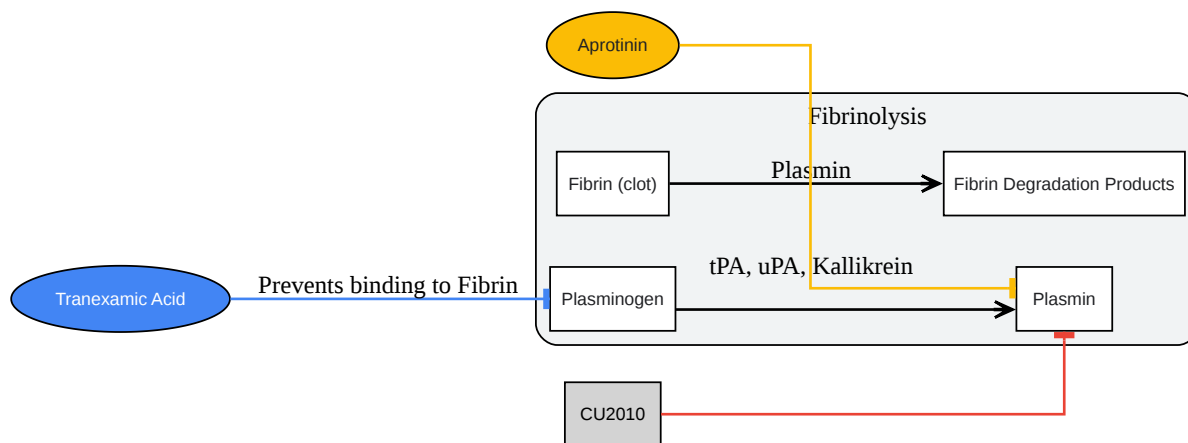 Aprotinin
Fibrinolysis
Fibrin (clot)
Plasmin
Fibrin Degradation Products
Tranexamic Acid
Prevents binding to Fibrin
Plasminogen
tPA, uPA, Kallikrein
Plasmin
CU2010